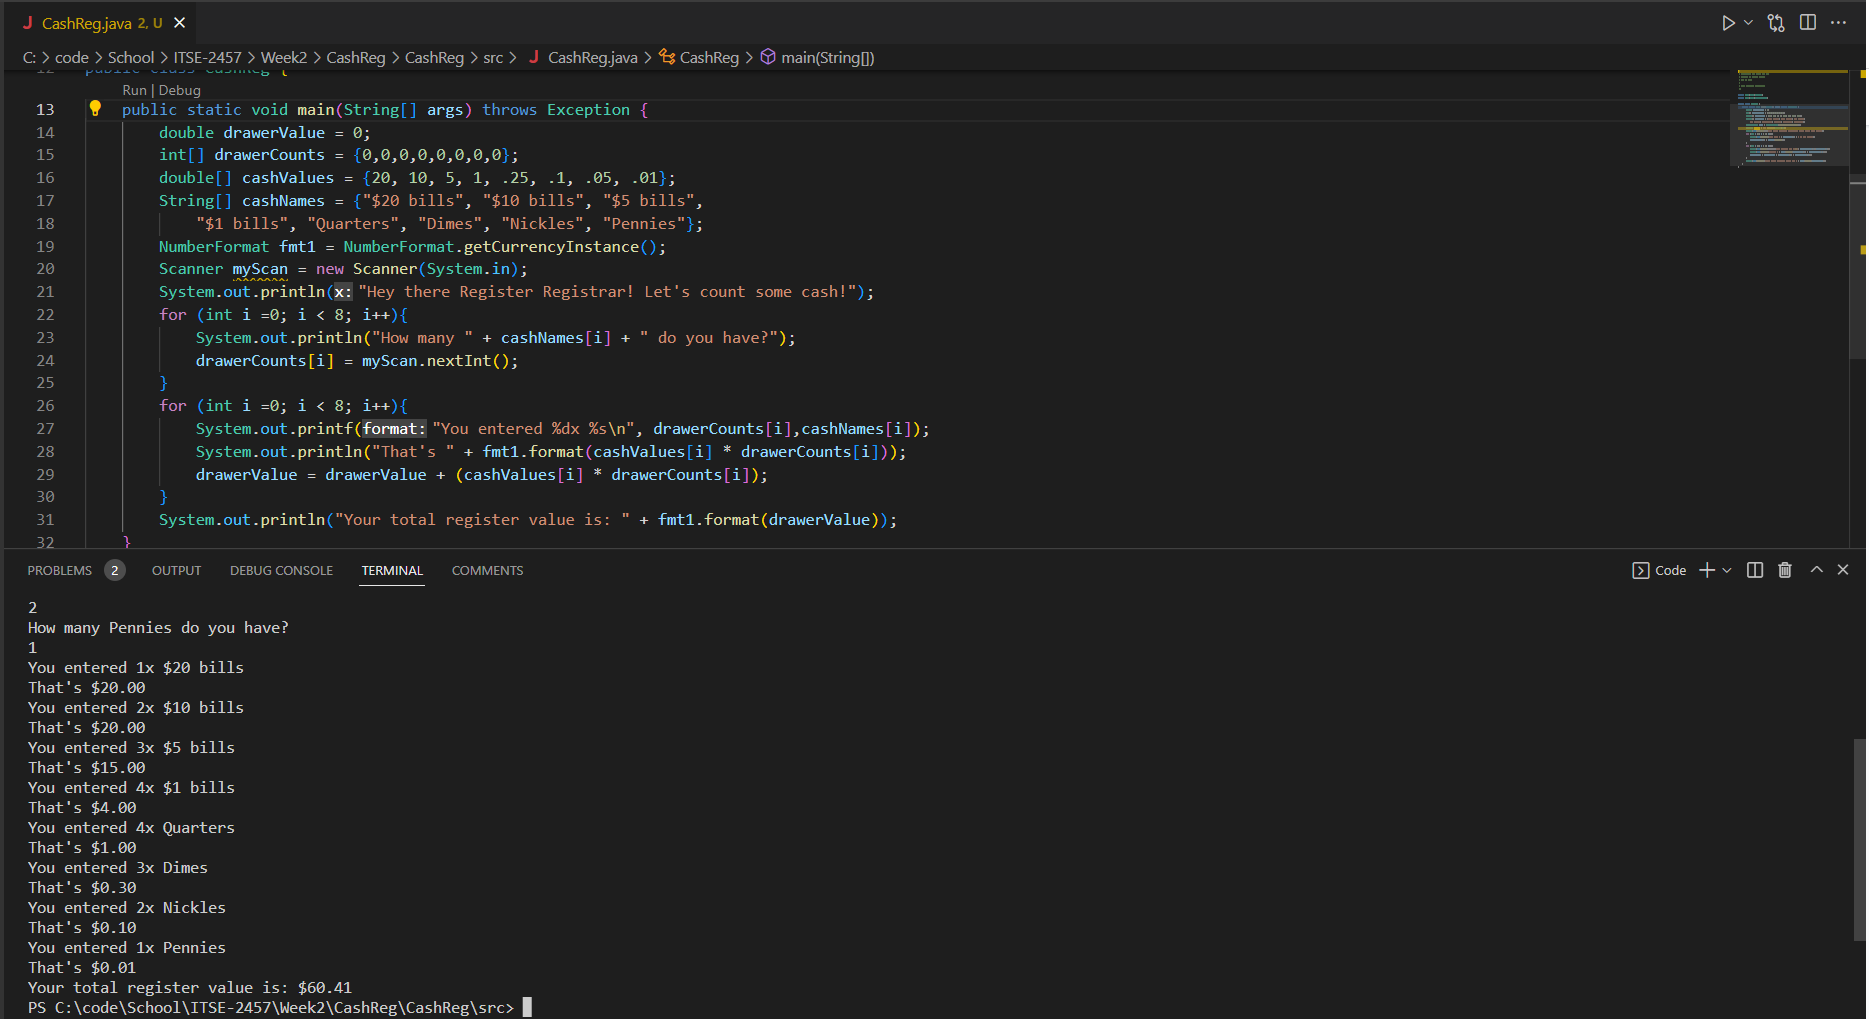 J CashReg.java 2, U
C: > code > School > ITSE-2457 > Week2 > CashReg > CashReg > src > J CashReg.java > CashReg > main(String[])
12 public class CashReg {
Run | Debug
13 public static void main(String[] args) throws Exception {
14 double drawerValue = 0;
15 int[] drawerCounts = {0,0,0,0,0,0,0,0};
16 double[] cashValues = {20, 10, 5, 1, .25, .1, .05, .01};
17 String[] cashNames = {"$20 bills", "$10 bills", "$5 bills",
18 "$1 bills", "Quarters", "Dimes", "Nickles", "Pennies"};
19 NumberFormat fmt1 = NumberFormat.getCurrencyInstance();
20 Scanner myScan = new Scanner(System.in);
21 System.out.println(x: "Hey there Register Registrar! Let's count some cash!");
22 for (int i =0; i < 8; i++){
23 System.out.println("How many " + cashNames[i] + " do you have?");
24 drawerCounts[i] = myScan.nextInt();
25 }
26 for (int i =0; i < 8; i++){
27 System.out.printf(format: "You entered %dx %s\n", drawerCounts[i],cashNames[i]);
28 System.out.println("That's " + fmt1.format(cashValues[i] * drawerCounts[i]));
29 drawerValue = drawerValue + (cashValues[i] * drawerCounts[i]);
30 }
31 System.out.println("Your total register value is: " + fmt1.format(drawerValue));
32 }
PROBLEMS 2 OUTPUT DEBUG CONSOLE TERMINAL COMMENTS Code
2
How many Pennies do you have?
1
You entered 1x $20 bills
That's $20.00
You entered 2x $10 bills
That's $20.00
You entered 3x $5 bills
That's $15.00
You entered 4x $1 bills
That's $4.00
You entered 4x Quarters
That's $1.00
You entered 3x Dimes
That's $0.30
You entered 2x Nickles
That's $0.10
You entered 1x Pennies
That's $0.01
Your total register value is: $60.41
PS C:\code\School\ITSE-2457\Week2\CashReg\CashReg\src>